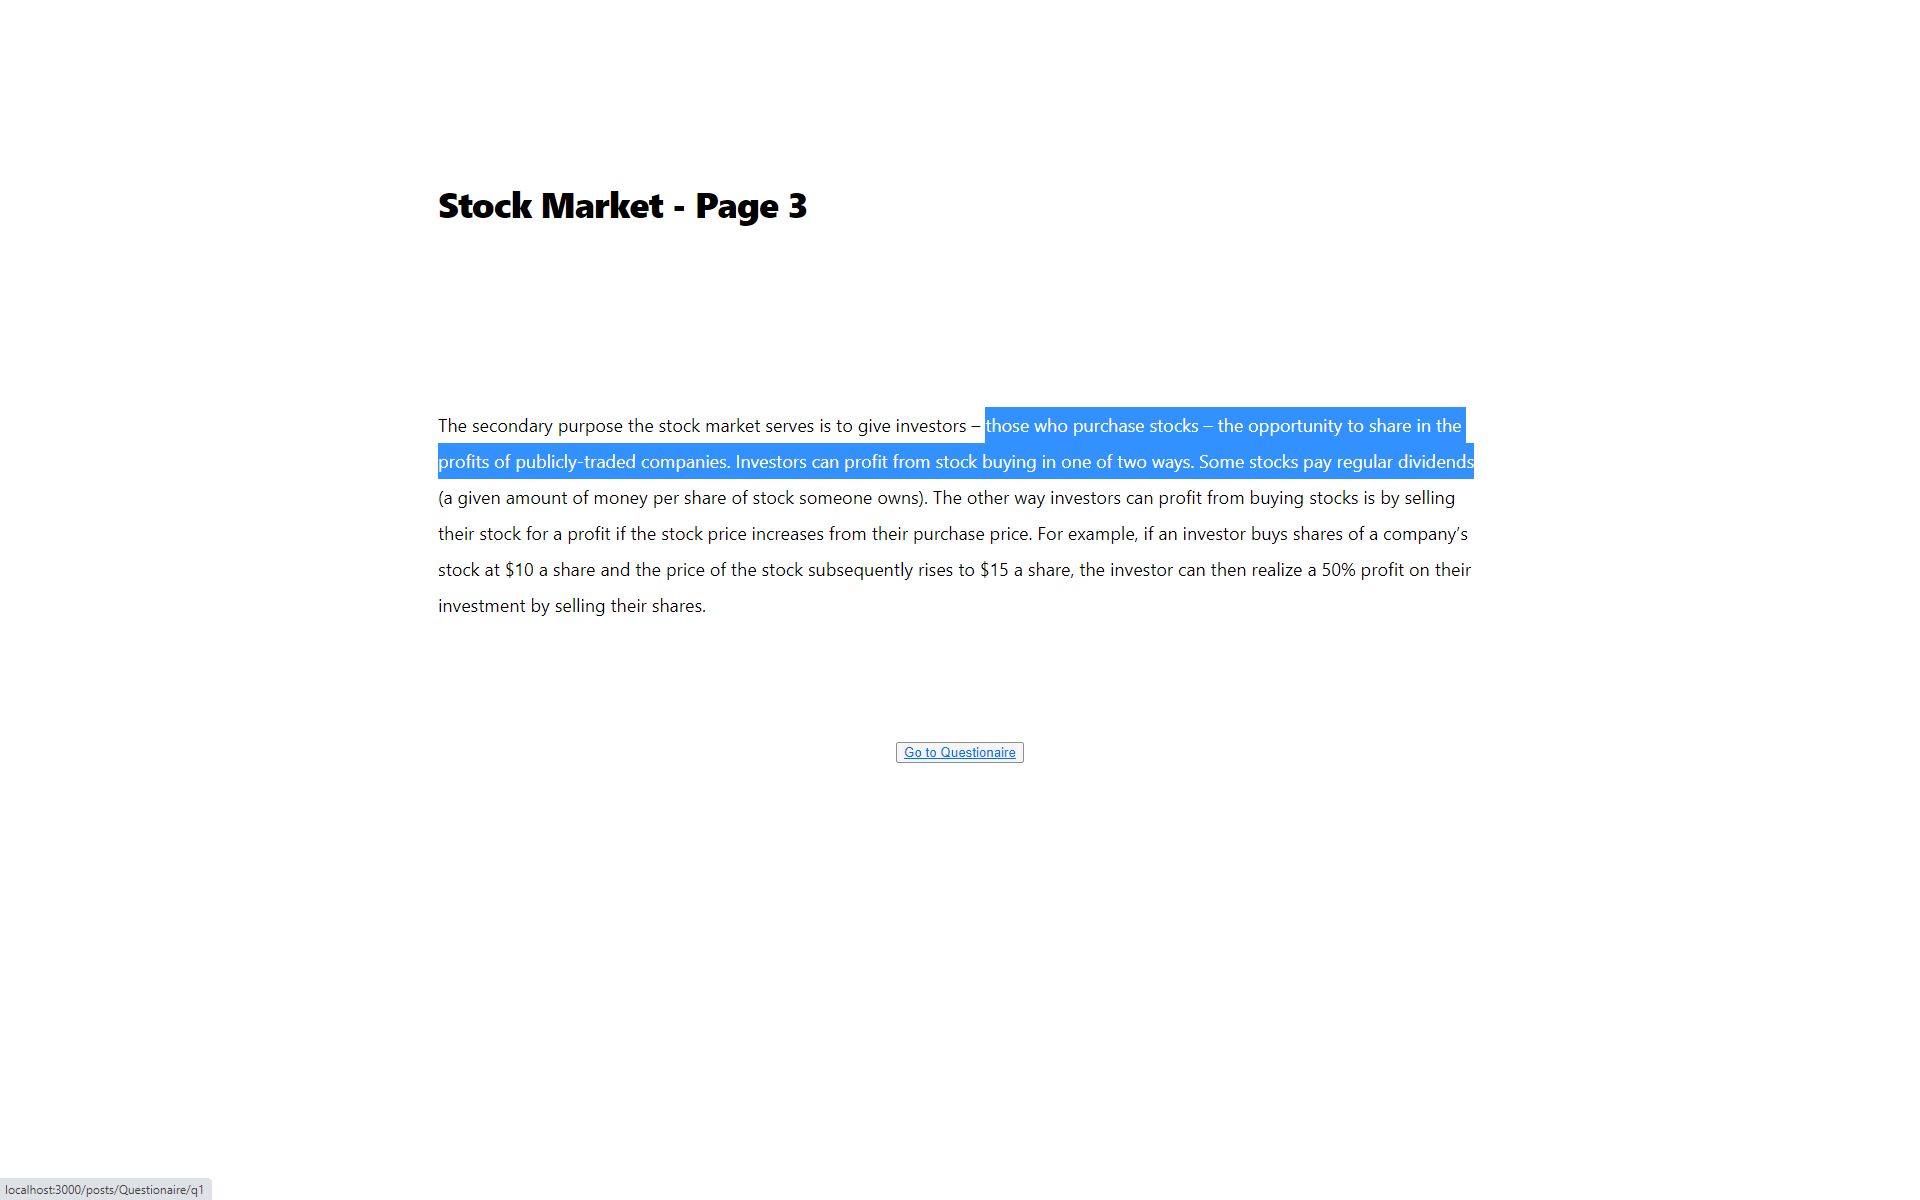 Stock Market - Page 3
The secondary purpose the stock market serves is to give investors – those who purchase stocks – the opportunity to share in the
profits of publicly-traded companies. Investors can profit from stock buying in one of two ways. Some stocks pay regular dividends
(a given amount of money per share of stock someone owns). The other way investors can profit from buying stocks is by selling
their stock for a profit if the stock price increases from their purchase price. For example, if an investor buys shares of a company’s
stock at $10 a share and the price of the stock subsequently rises to $15 a share, the investor can then realize a 50% profit on their
investment by selling their shares.
Go to Questionaire
localhost:3000/posts/Questionaire/q1